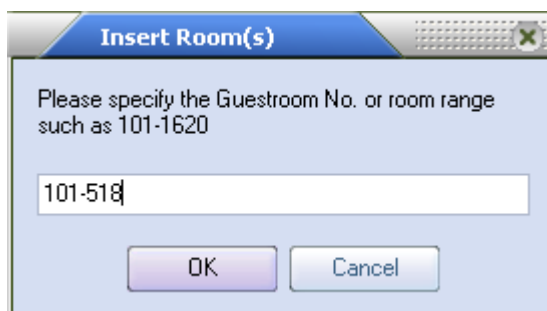 Insert Room(s)
Please specify the Guestroom No. or room range
such as 101-1620
101-518
OK
Cancel